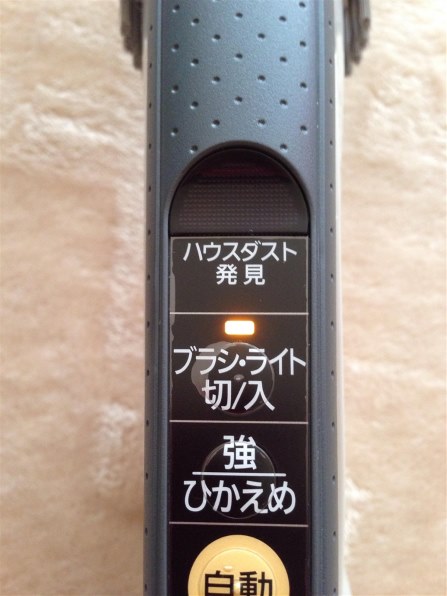 ハウスダスト
発見
ブラシ・ライト
切/入
強
ひかえめ
自動